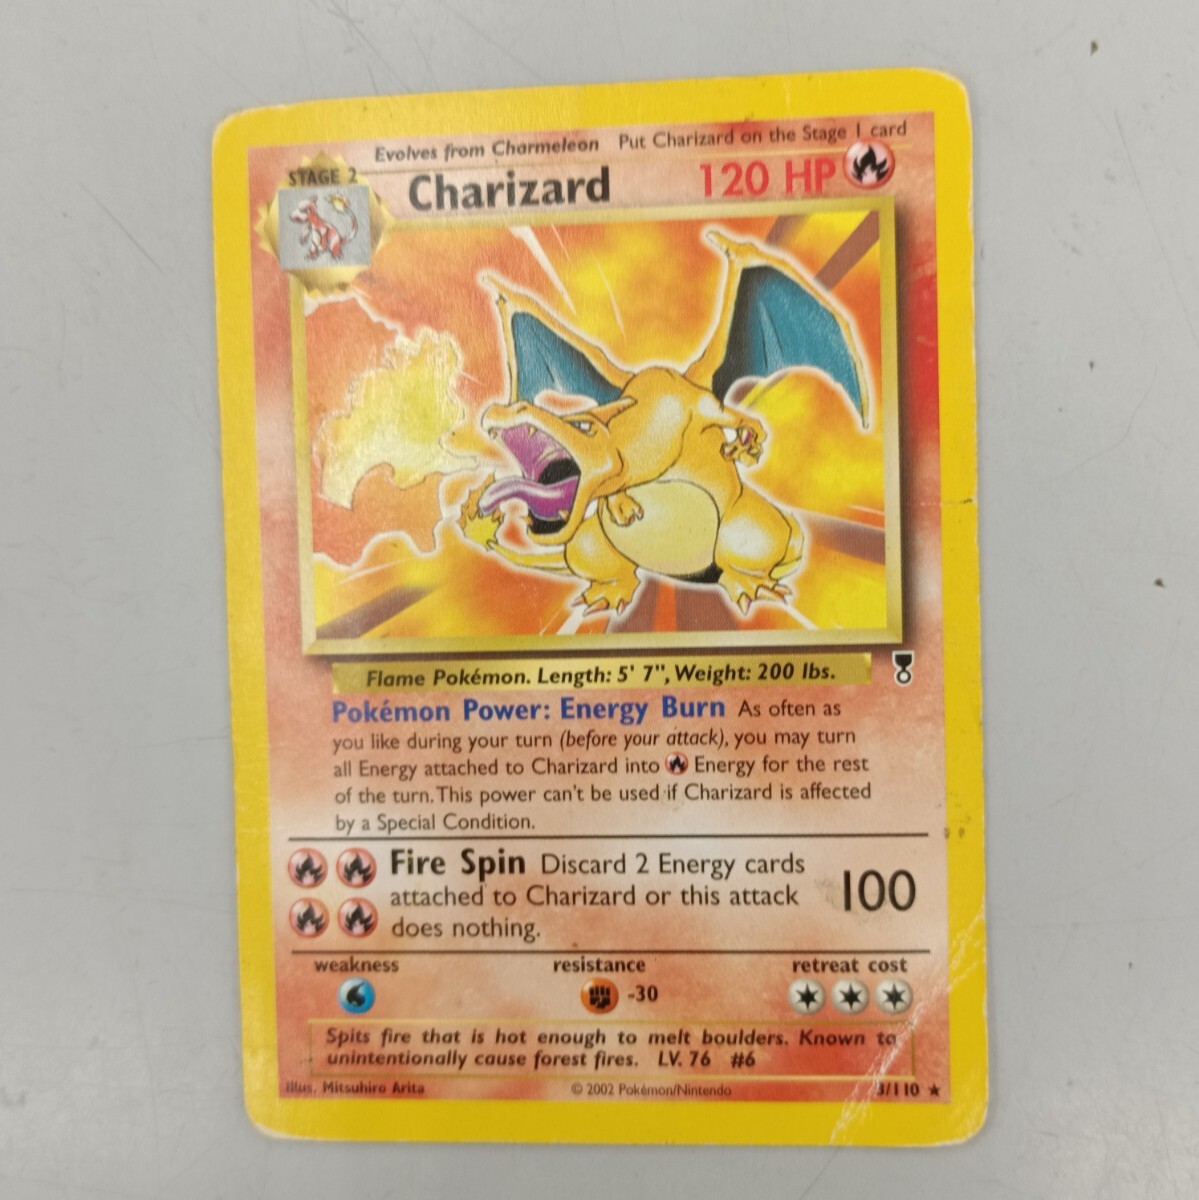 Evolves from Charmeleon Put Charizard on the Stage 1 card
STAGE 2
Charizard 120 HP
Flame Pokémon. Length: 5' 7", Weight: 200 lbs.
Pokémon Power: Energy Burn As often as
you like during your turn (before your attack), you may turn
all Energy attached to Charizard into Energy for the rest
of the turn. This power can't be used if Charizard is affected
by a Special Condition.
Fire Spin Discard 2 Energy cards
attached to Charizard or this attack
does nothing.
100
weakness resistance retreat cost
-30
Spits fire that is hot enough to melt boulders. Known to
unintentionally cause forest fires. LV. 76 #6
Illus. Mitsuhiro Arita © 2002 Pokémon/Nintendo 3/110 ★